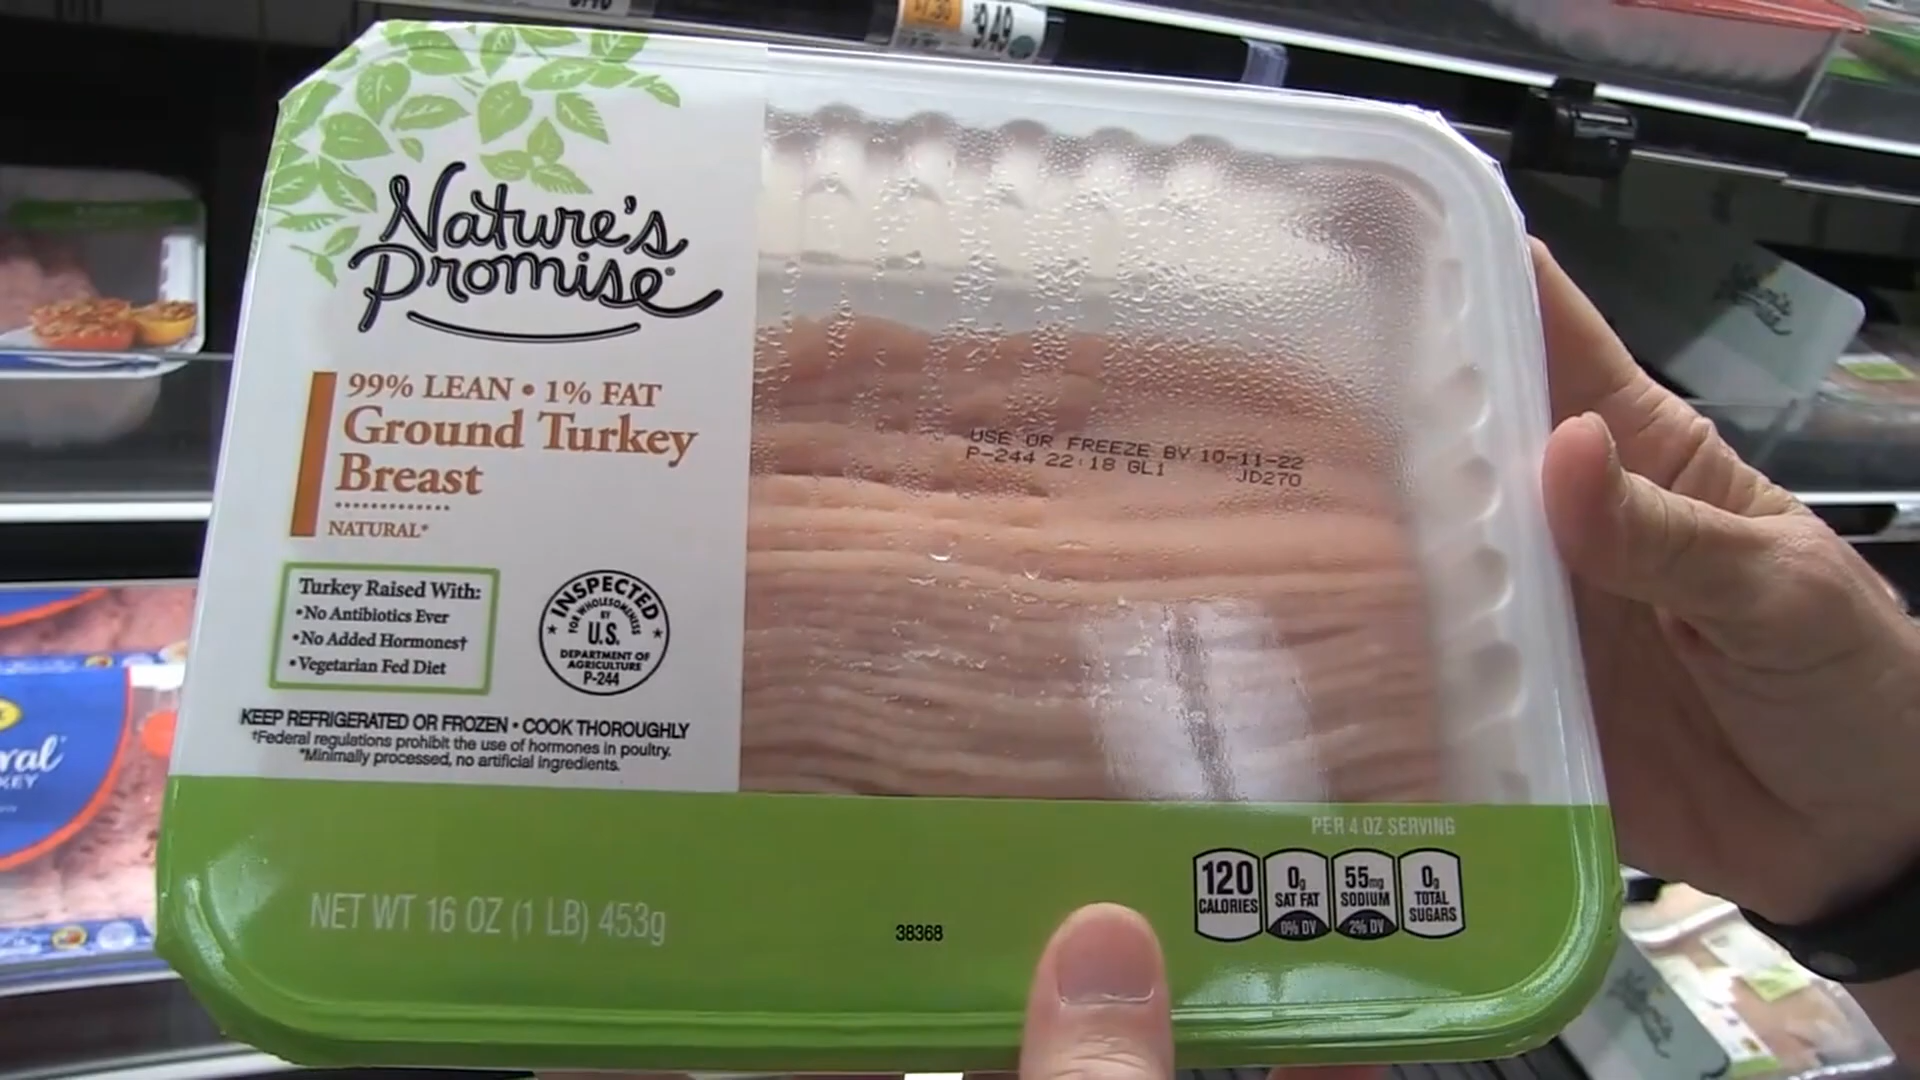 $9.49
Nature's
Promise
99% LEAN • 1% FAT
Ground Turkey
Breast
NATURAL*
Turkey Raised With:
•No Antibiotics Ever
•No Added Hormones†
•Vegetarian Fed Diet
INSPECTED
FOR WHOLESOMENESS
BY
U.S.
DEPARTMENT OF
AGRICULTURE
P-244
KEEP REFRIGERATED OR FROZEN • COOK THOROUGHLY
†Federal regulations prohibit the use of hormones in poultry.
*Minimally processed, no artificial ingredients.
USE OR FREEZE BY 10-11-22
P-244 22:18 GL1 JD270
PER 4 OZ SERVING
120 CALORIES
0g SAT FAT 0% DV
55mg SODIUM 2% DV
0g TOTAL SUGARS
NET WT 16 OZ (1 LB) 453g
38368